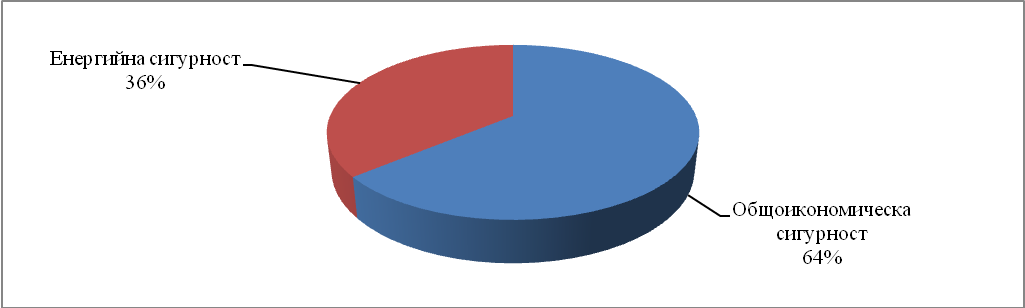 Енергийна сигурност
36%
Общоикономическа
сигурност
64%